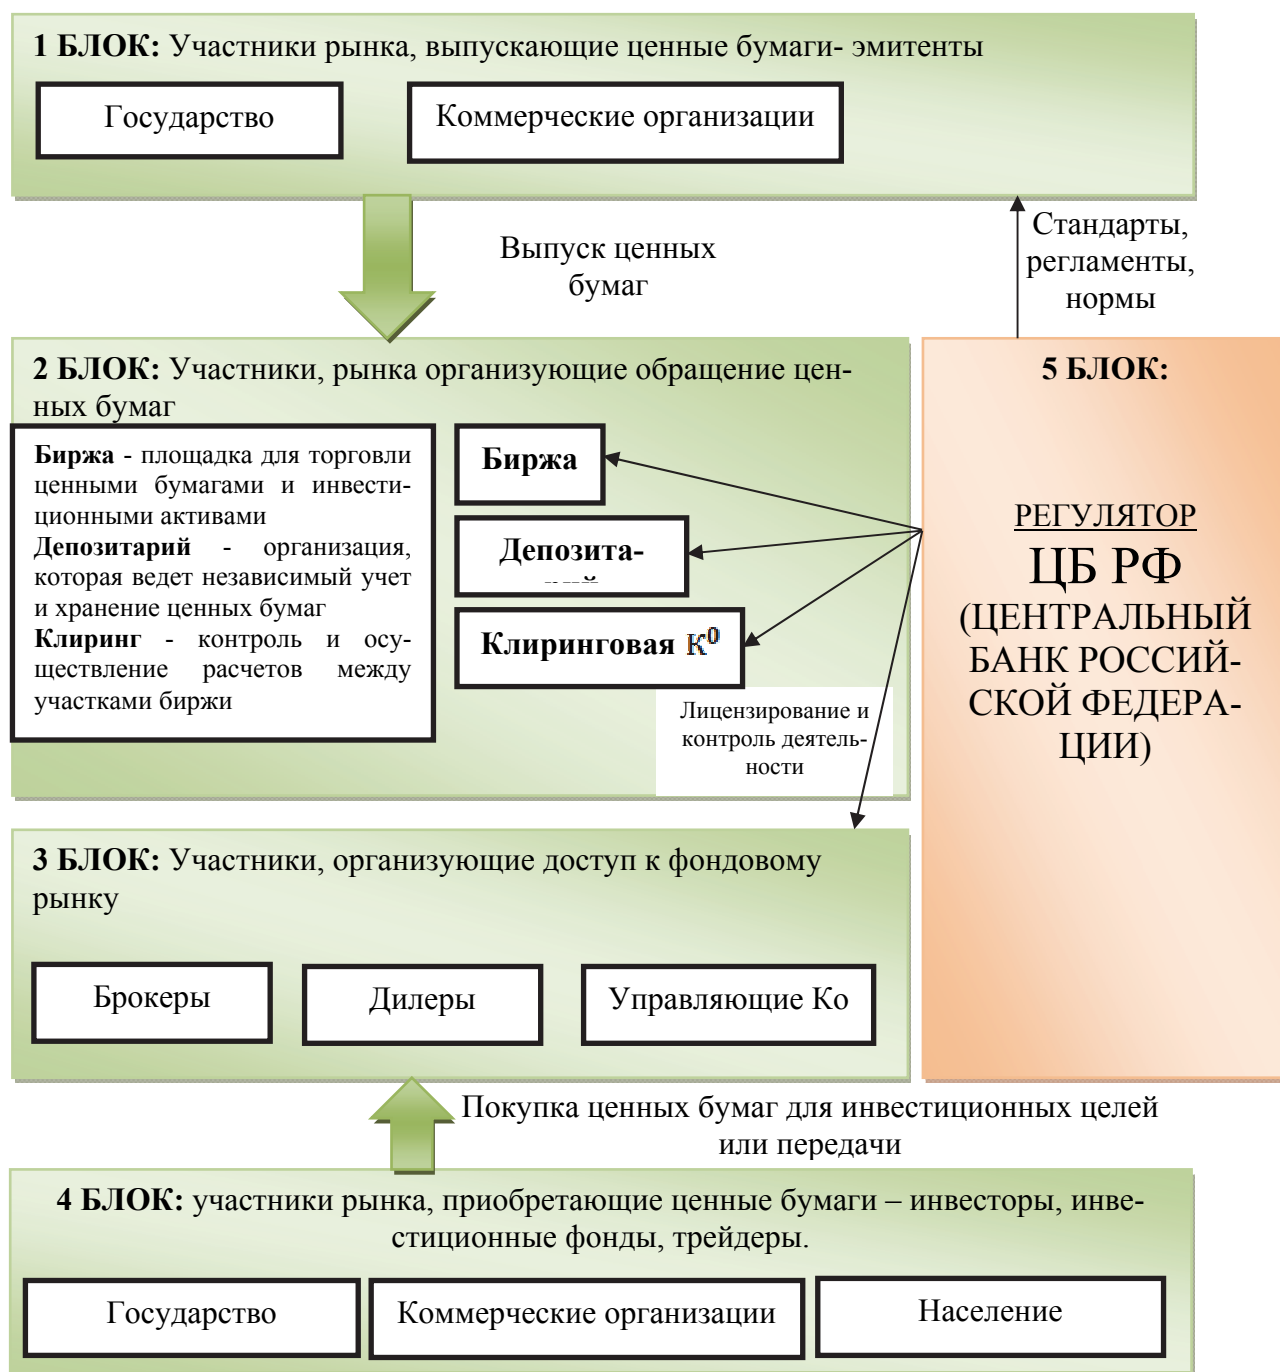 1 БЛОК: Участники рынка, выпускающие ценные бумаги- эмитенты
Государство
Коммерческие организации
Выпуск ценных
бумаг
Стандарты,
регламенты,
нормы
2 БЛОК: Участники, рынка организующие обращение цен-
ных бумаг
Биржа - площадка для торговли
ценными бумагами и инвести-
ционными активами
Депозитарий - организация,
которая ведет независимый учет
и хранение ценных бумаг
Клиринг - контроль и осу-
ществление расчетов между
участками биржи
Биржа
Депозита-
Клиринговая К⁰
Лицензирование и
контроль деятель-
ности
5 БЛОК:
РЕГУЛЯТОР
ЦБ РФ
(ЦЕНТРАЛЬНЫЙ
БАНК РОССИЙ-
СКОЙ ФЕДЕРА-
ЦИИ)
3 БЛОК: Участники, организующие доступ к фондовому
рынку
Брокеры
Дилеры
Управляющие Ко
Покупка ценных бумаг для инвестиционных целей
или передачи
4 БЛОК: участники рынка, приобретающие ценные бумаги – инвесторы, инве-
стиционные фонды, трейдеры.
Государство
Коммерческие организации
Население